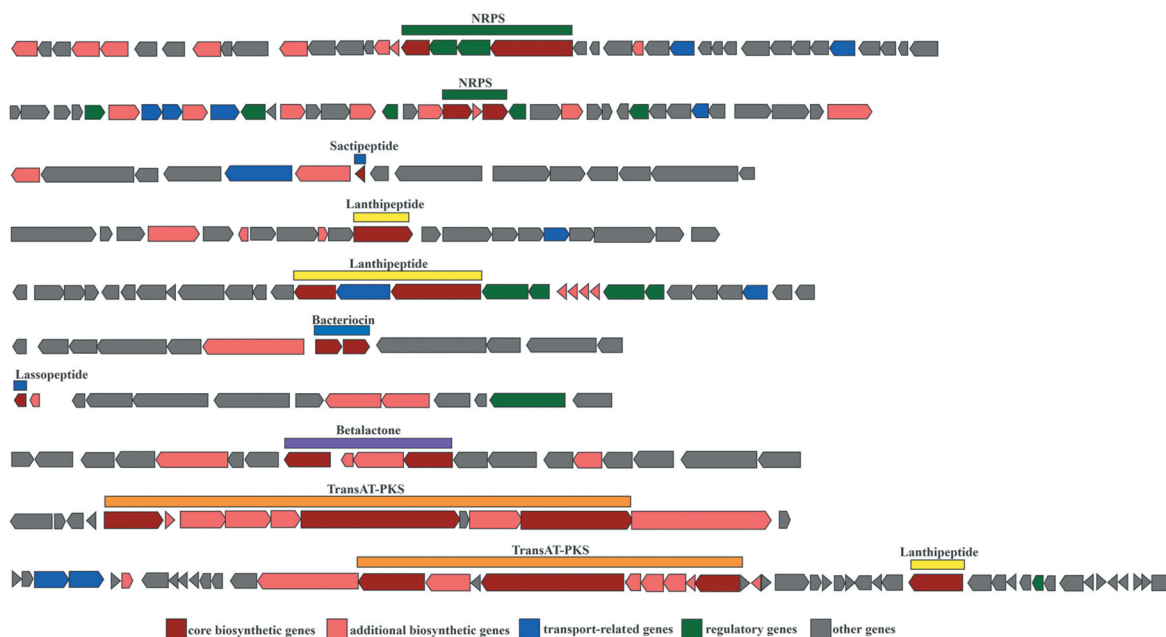 NRPS
NRPS
Sactipeptide
Lanthipeptide
Lanthipeptide
Bacteriocin
Lassopeptide
Betalactone
TransAT-PKS
TransAT-PKS Lanthipeptide
core biosynthetic genes additional biosynthetic genes transport-related genes regulatory genes other genes